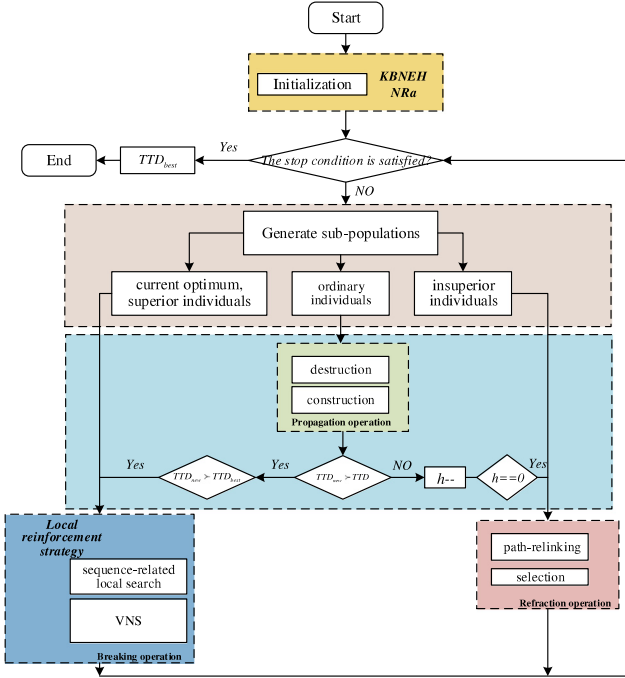 Start
Initialization
KBNEH
NRa
The stop condition is satisfied?
Yes
TTD_best
End
NO
Generate sub-populations
current optimum,
superior individuals
ordinary
individuals
insuperior
individuals
destruction
construction
Propagation operation
Yes
TTD_new ≻ TTD_best
Yes
TTD_new ≻ TTD
NO
h--
h==0
Yes
Local
reinforcement
strategy
sequence-related
local search
VNS
Breaking operation
path-relinking
selection
Refraction operation